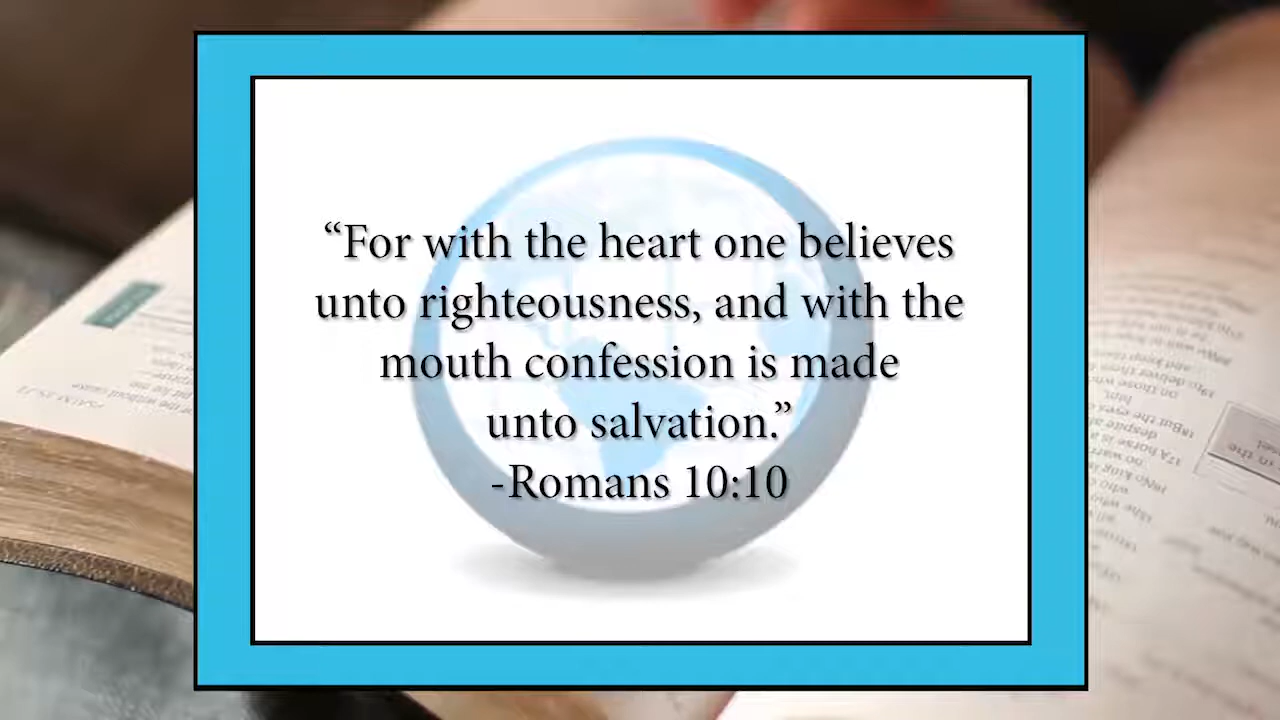 “For with the heart one believes
unto righteousness, and with the
mouth confession is made
unto salvation.”
-Romans 10:10